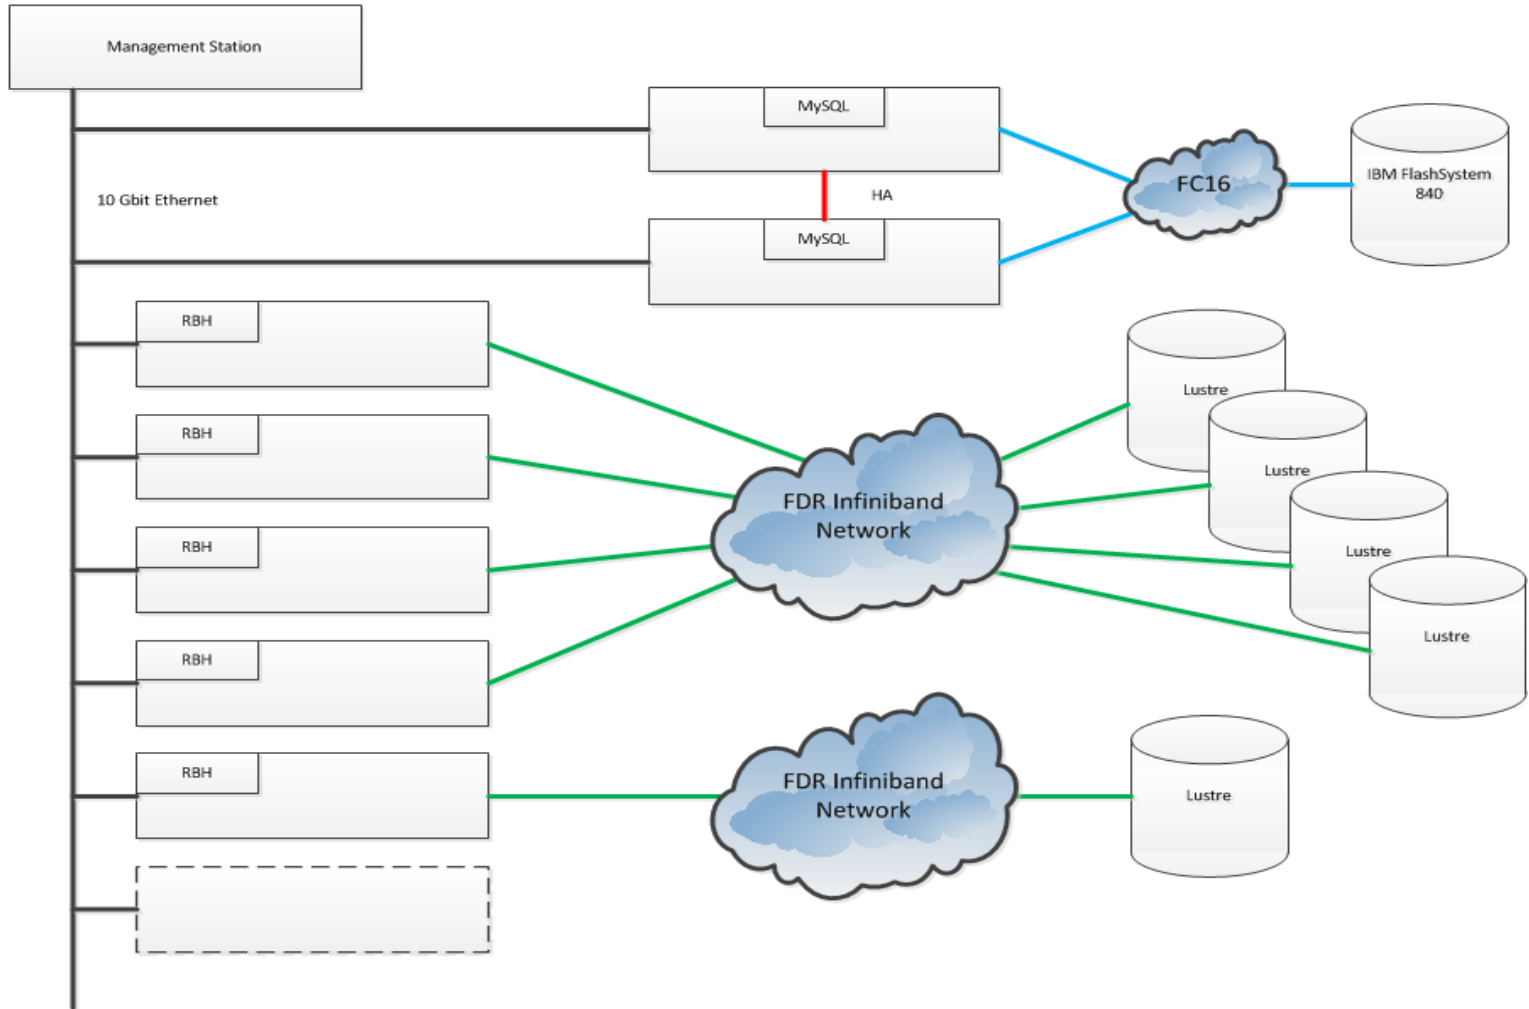 Management Station
MySQL
10 Gbit Ethernet
HA
FC16
IBM FlashSystem
840
MySQL
RBH
Lustre
RBH
Lustre
FDR Infiniband
Network
RBH
Lustre
RBH
Lustre
RBH
FDR Infiniband
Network
Lustre